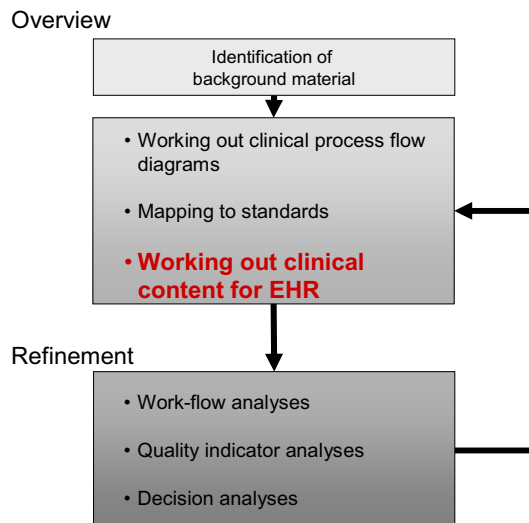 Overview
Identification of
background material
• Working out clinical process flow
diagrams
• Mapping to standards
• Working out clinical
content for EHR
Refinement
• Work-flow analyses
• Quality indicator analyses
• Decision analyses